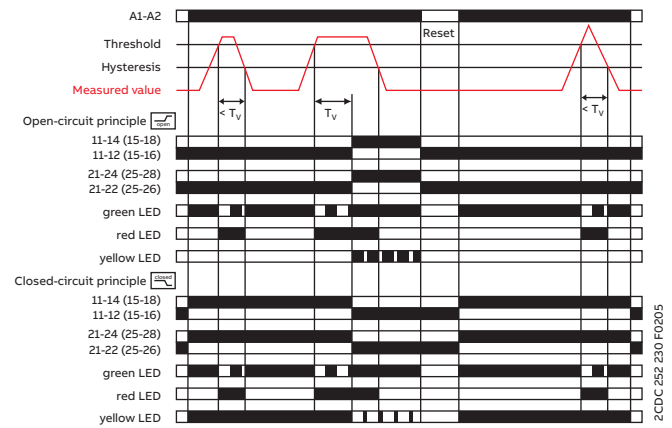 A1-A2
Reset
Threshold
Hysteresis
Measured value
< Tv
Tv
< Tv
Open-circuit principle open
11-14 (15-18)
11-12 (15-16)
21-24 (25-28)
21-22 (25-26)
green LED
red LED
yellow LED
Closed-circuit principle closed
11-14 (15-18)
11-12 (15-16)
21-24 (25-28)
21-22 (25-26)
green LED
red LED
yellow LED
2CDC 252 230 F0205